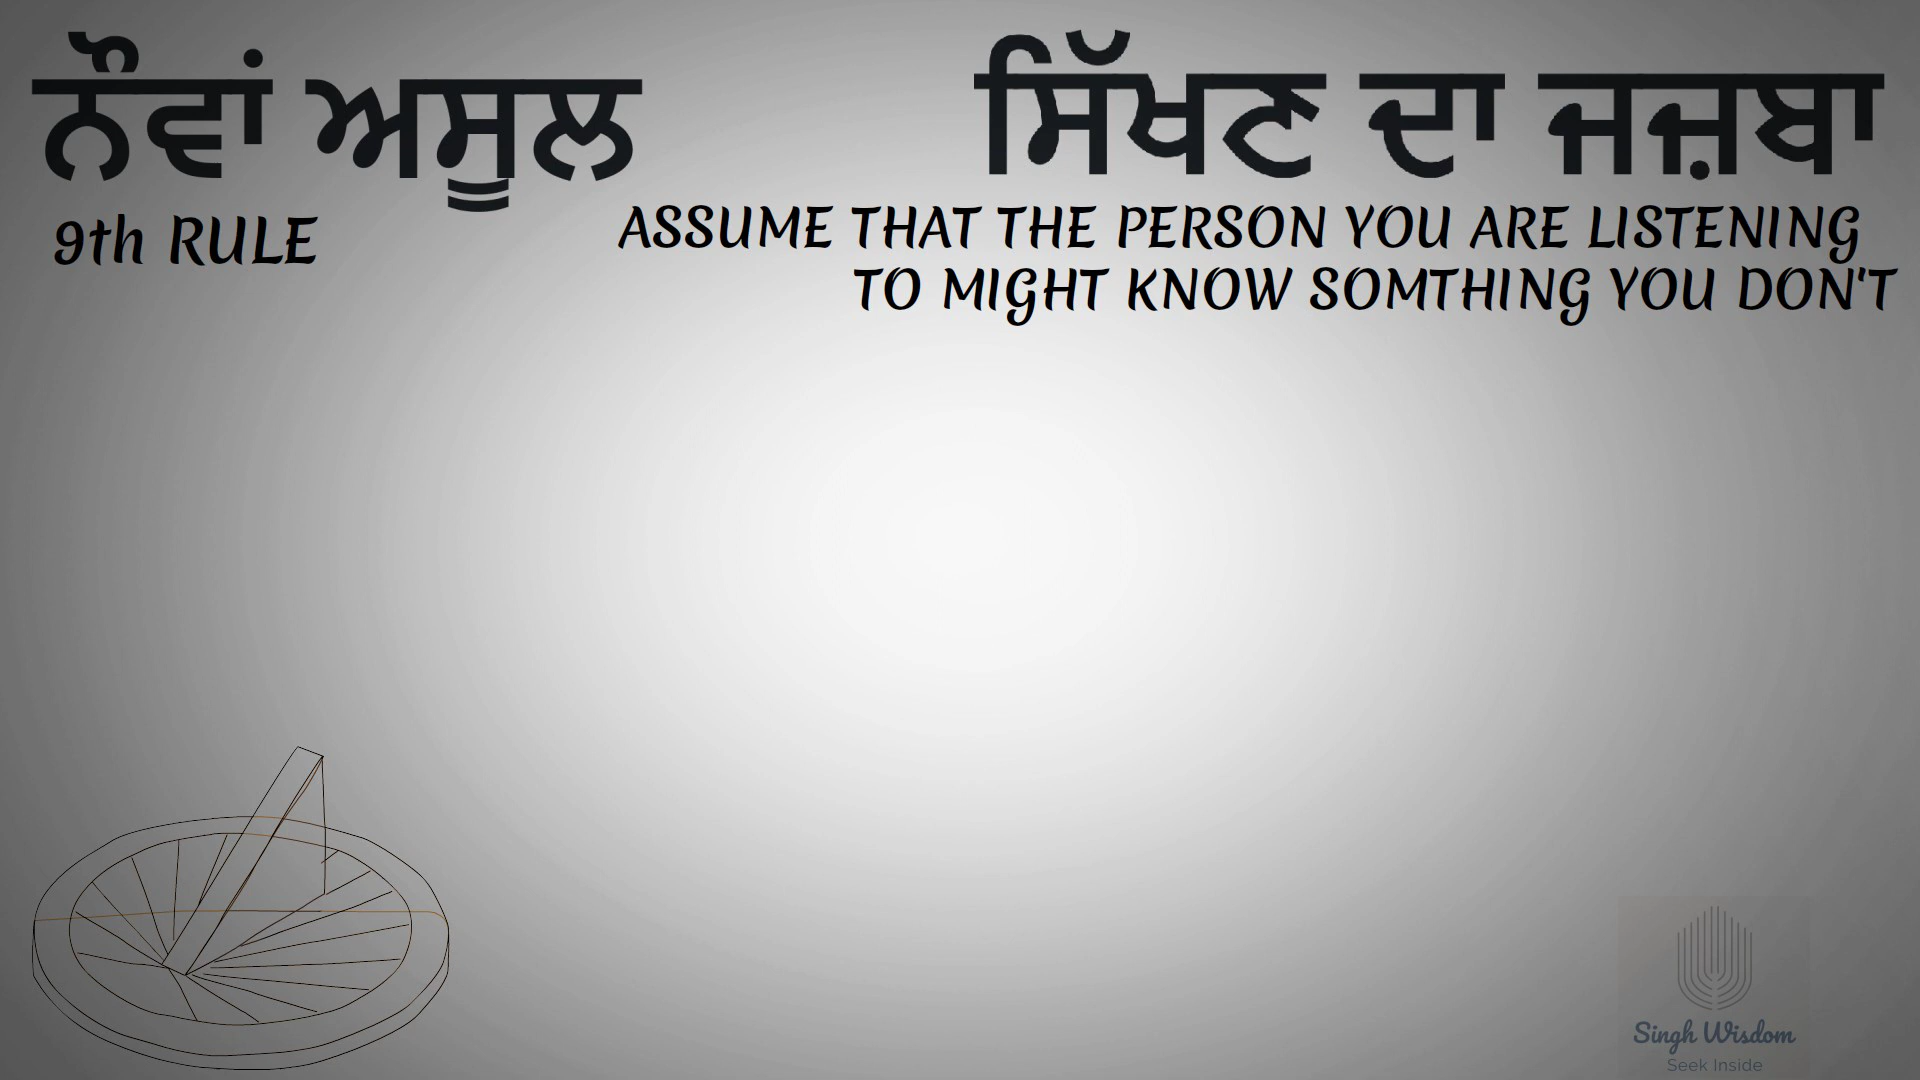 ਨੌਵਾਂ ਅਸੂਲ
9th RULE
ਸਿੱਖਣ ਦਾ ਜਜ਼ਬਾ
ASSUME THAT THE PERSON YOU ARE LISTENING
TO MIGHT KNOW SOMTHING YOU DON'T
Singh Wisdom
Seek Inside